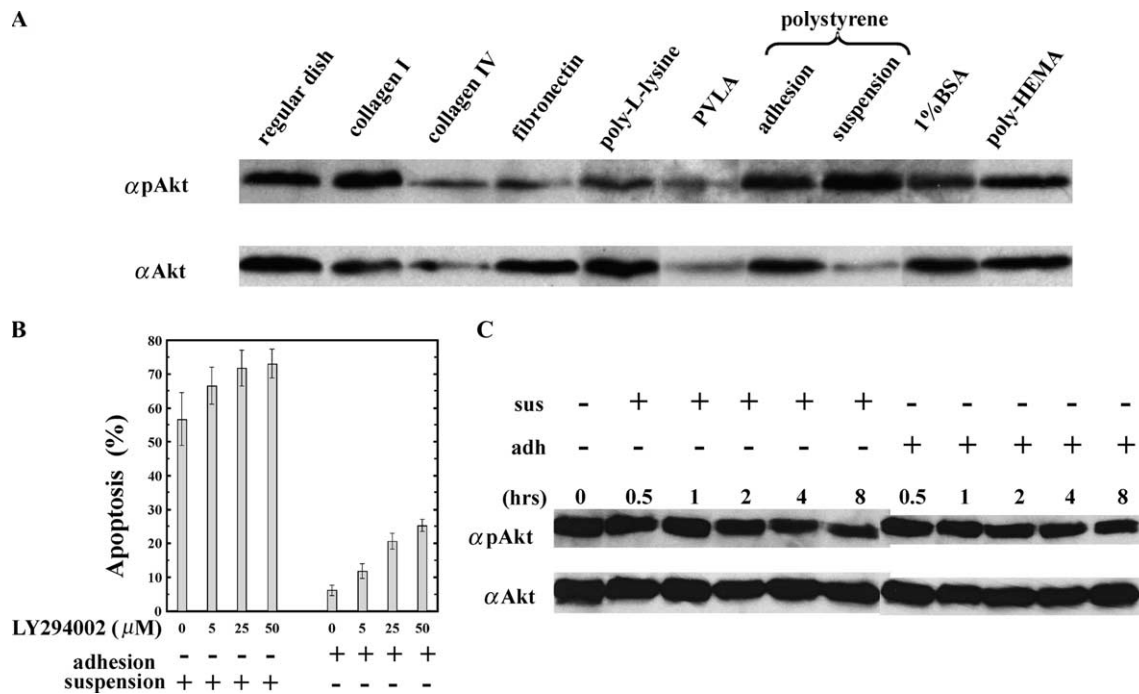 A
polystyrene
regular dish collagen I collagen IV fibronectin poly-L-lysine PVLA adhesion suspension 1%BSA poly-HEMA
αpAkt
αAkt
B
80
70
60
50
40
30
20
10
0
Apoptosis (%)
LY294002 (μM) 0 5 25 50 0 5 25 50
adhesion - - - - + + + +
suspension + + + + - - - -
C
sus - + + + + + - - - - -
adh - - - - - - + + + + +
(hrs) 0 0.5 1 2 4 8 0.5 1 2 4 8
αpAkt
αAkt